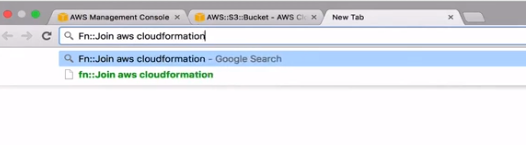 AWS Management Console
AWS::S3::Bucket - AWS Cl
New Tab
Fn::Join aws cloudformation
Fn::Join aws cloudformation - Google Search
fn::Join aws cloudformation